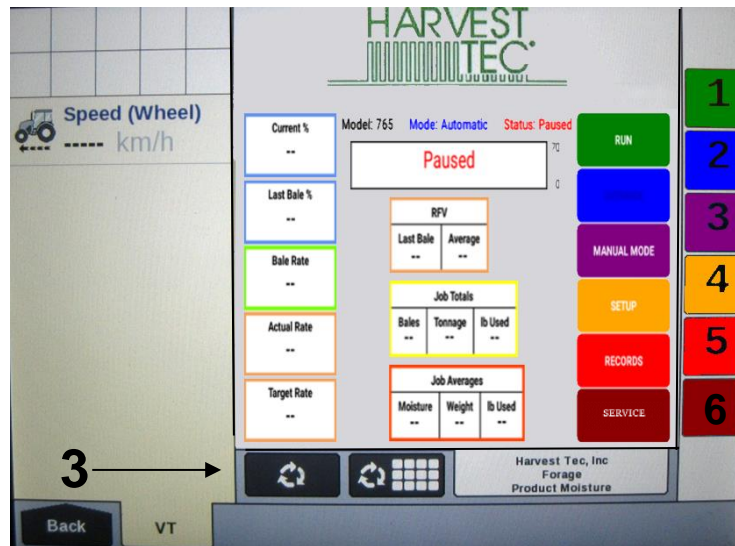 HARVEST
TEC
Speed (Wheel)
----- km/h
Model: 765 Mode: Automatic Status: Paused
Paused
70
0
Current %
--
Last Bale %
--
Bale Rate
--
Actual Rate
--
Target Rate
--
RFV
Last Bale Average
-- --
Job Totals
Bales Tonnage lb Used
-- -- --
Job Averages
Moisture Weight lb Used
-- -- --
RUN
MANUAL MODE
SETUP
RECORDS
SERVICE
1
2
3
4
5
6
3
Harvest Tec, Inc
Forage
Product Moisture
Back
VT